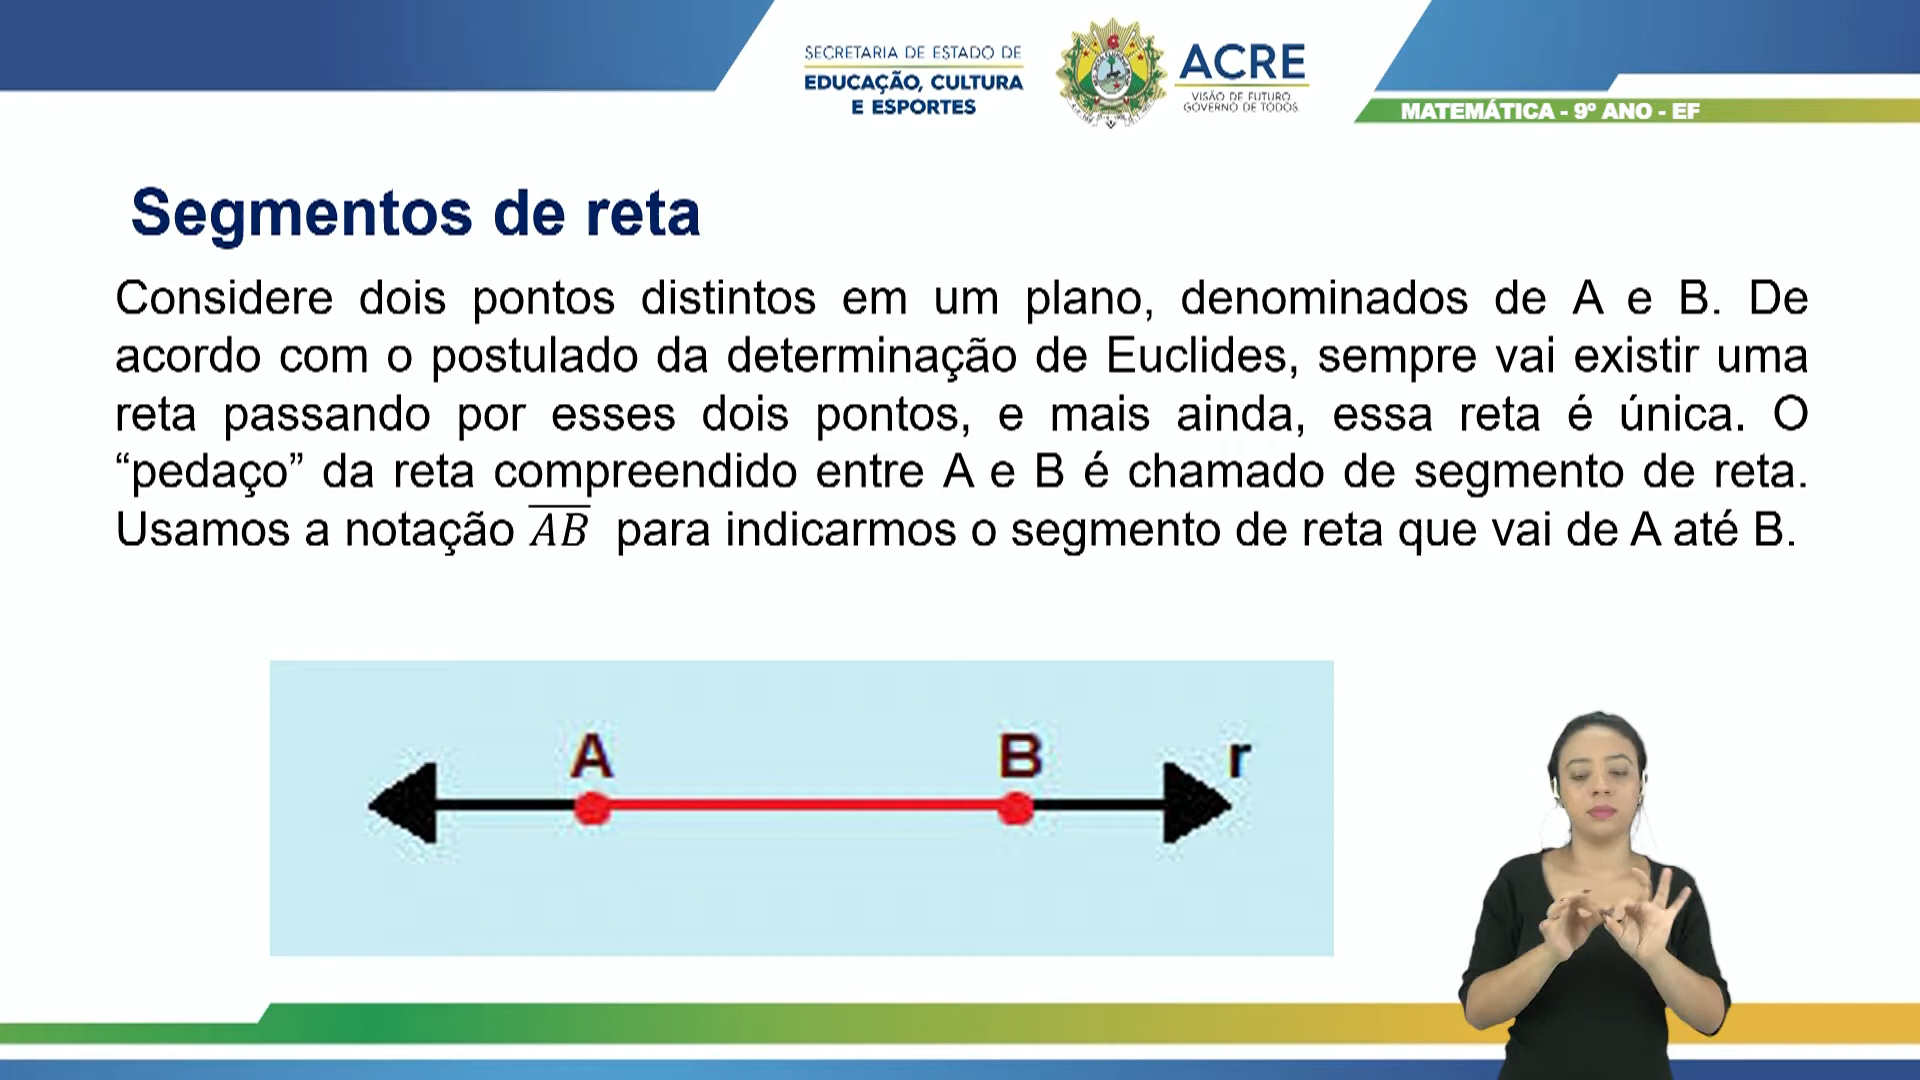 SECRETARIA DE ESTADO DE
EDUCAÇÃO, CULTURA
E ESPORTES
ACRE
VISÃO DE FUTURO
GOVERNO DE TODOS
MATEMÁTICA - 9º ANO - EF
Segmentos de reta
Considere dois pontos distintos em um plano, denominados de A e B. De
acordo com o postulado da determinação de Euclides, sempre vai existir uma
reta passando por esses dois pontos, e mais ainda, essa reta é única. O
“pedaço” da reta compreendido entre A e B é chamado de segmento de reta.
Usamos a notação A̅B̅ para indicarmos o segmento de reta que vai de A até B.
A B r